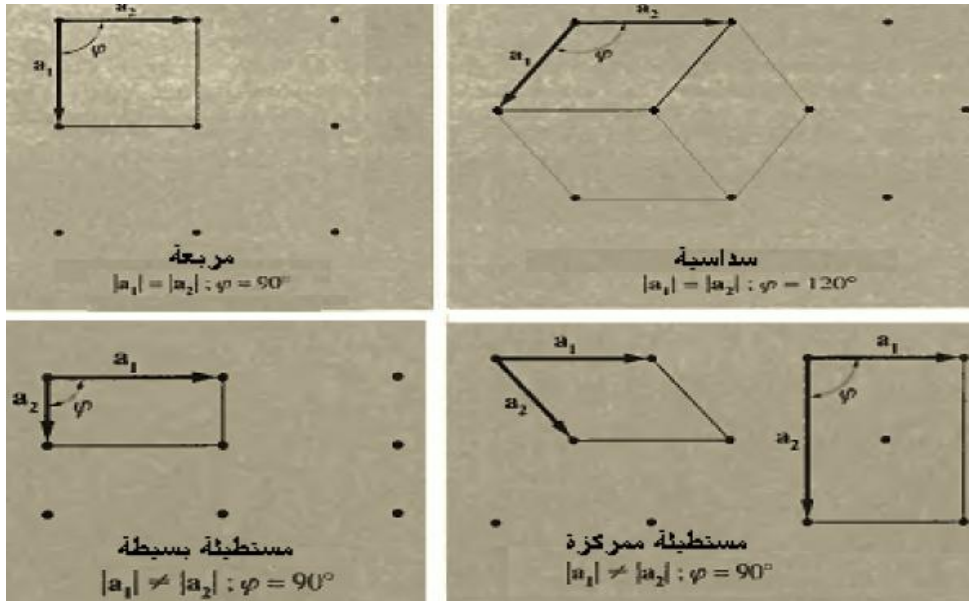 a₂
φ
a₁
مربعة
|a₁| = |a₂| ; φ = 90°
a₂
a₁
φ
سداسية
|a₁| = |a₂| ; φ = 120°
a₁
a₂
φ
مستطيلة بسيطة
|a₁| ≠ |a₂| ; φ = 90°
a₁
a₂
a₁
φ
a₂
مستطيلة ممركزة
|a₁| ≠ |a₂| ; φ = 90°